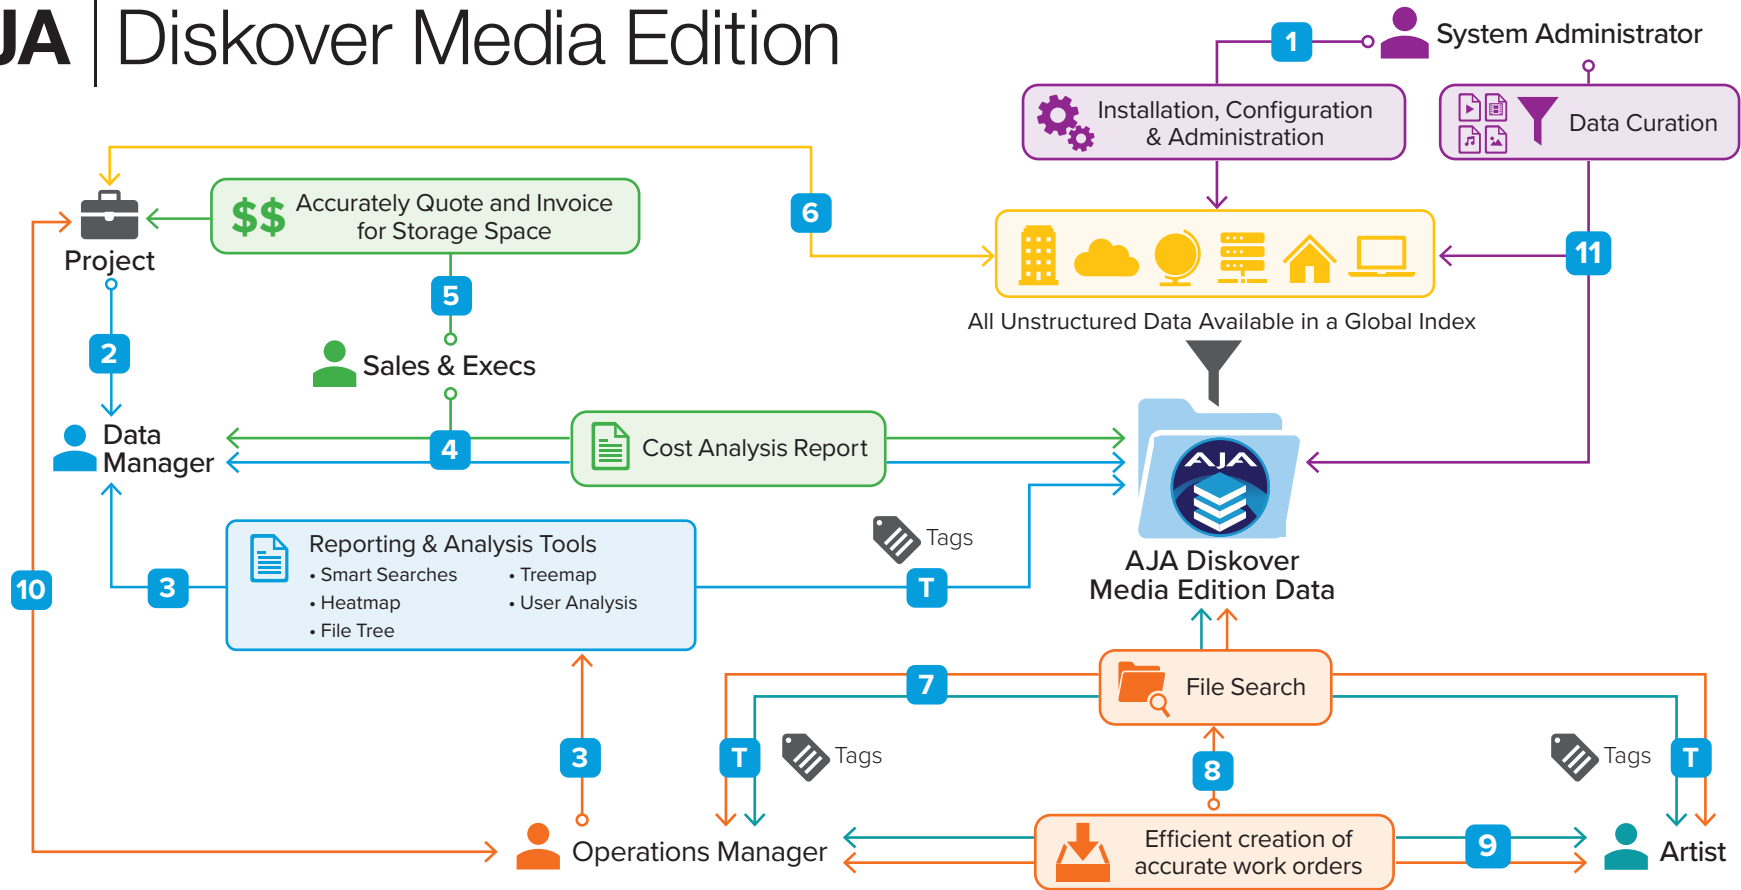 JA | Diskover Media Edition
1
System Administrator
Installation, Configuration
& Administration
Data Curation
$$
Accurately Quote and Invoice
for Storage Space
6
11
Project
5
All Unstructured Data Available in a Global Index
2
Sales & Execs
Data
Manager
4
Cost Analysis Report
AJA
Reporting & Analysis Tools
• Smart Searches
• Heatmap
• File Tree
• Treemap
• User Analysis
Tags
T
3
10
AJA Diskover
Media Edition Data
7
File Search
3
T
Tags
8
Tags
T
Operations Manager
Efficient creation of
accurate work orders
9
Artist